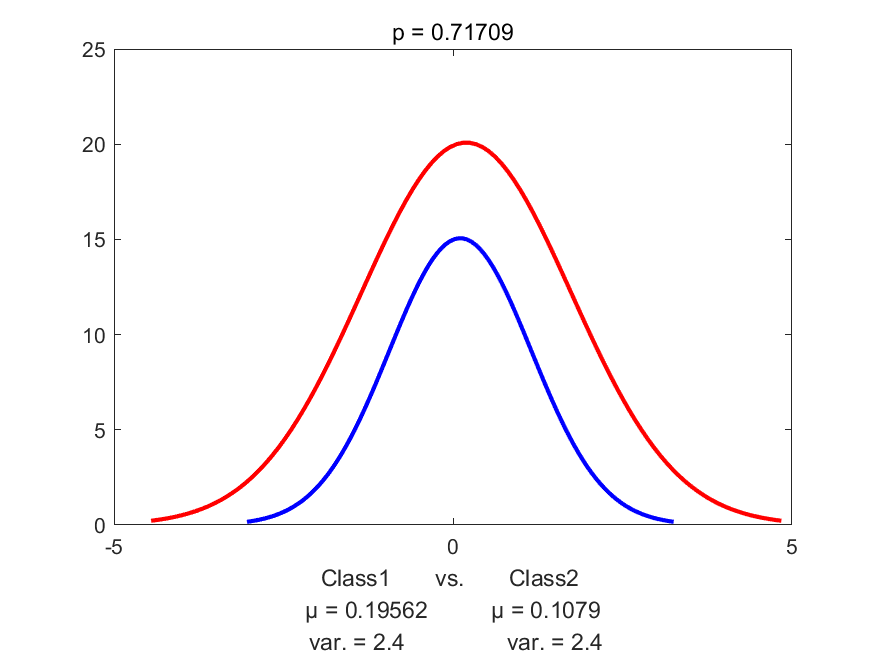 p = 0.71709
25
20
15
10
5
0
-5 0 5
Class1 vs. Class2
μ = 0.19562 μ = 0.1079
var. = 2.4 var. = 2.4